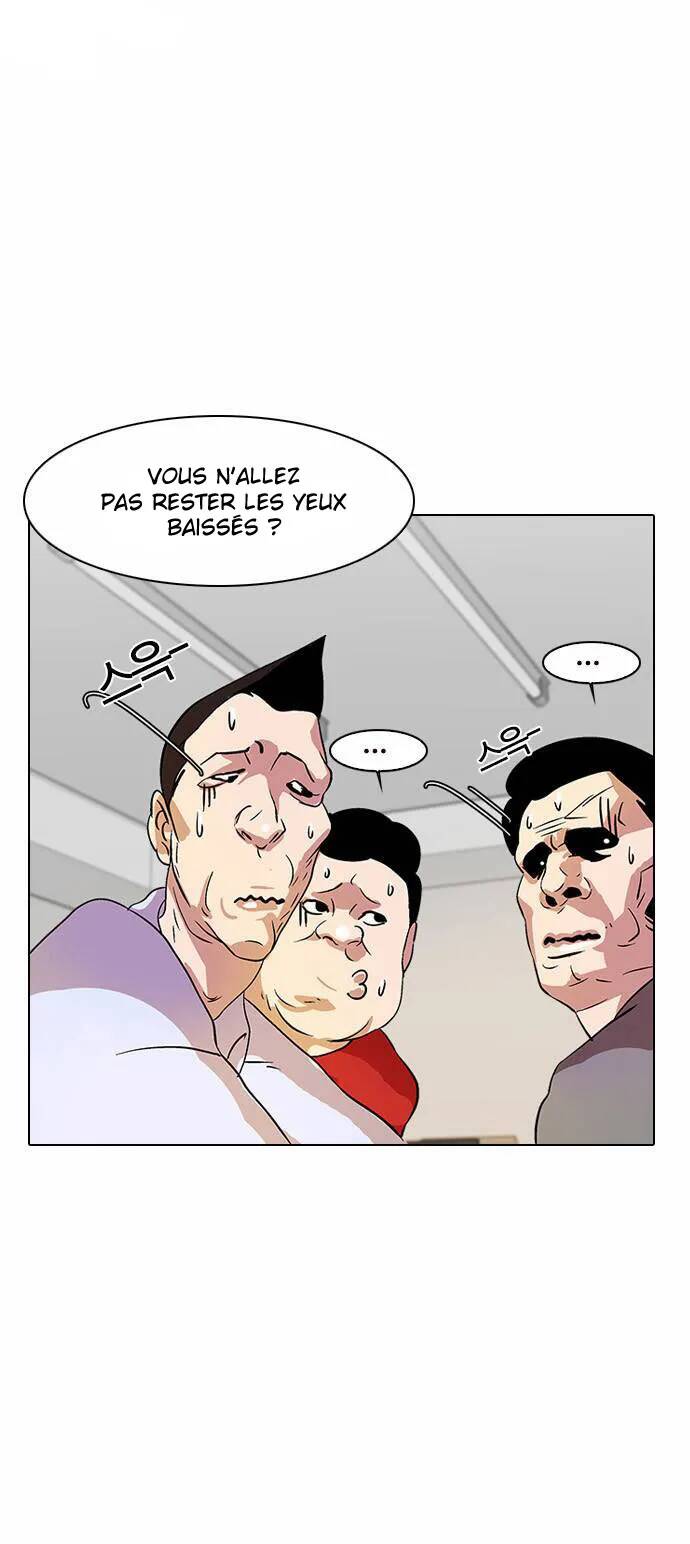 VOUS N'ALLEZ
PAS RESTER LES YEUX
BAISSÉS ?
스윽
...
...
스윽